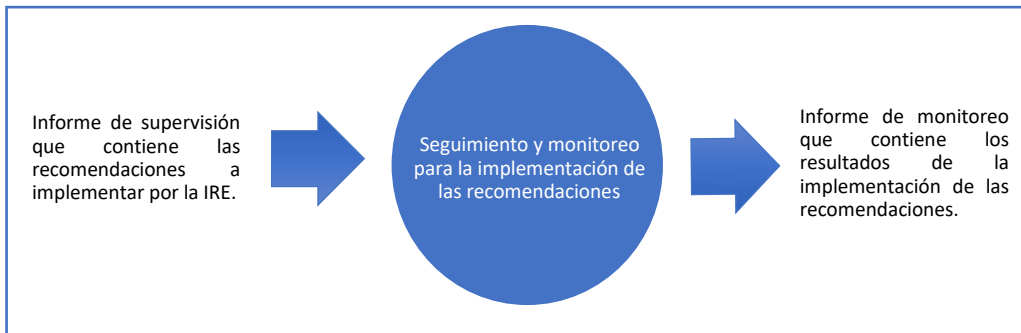 Informe de supervisión
que contiene las
recomendaciones a
implementar por la IRE.
Seguimiento y monitoreo
para la implementación de
las recomendaciones
Informe de monitoreo
que contiene los
resultados de la
implementación de las
recomendaciones.